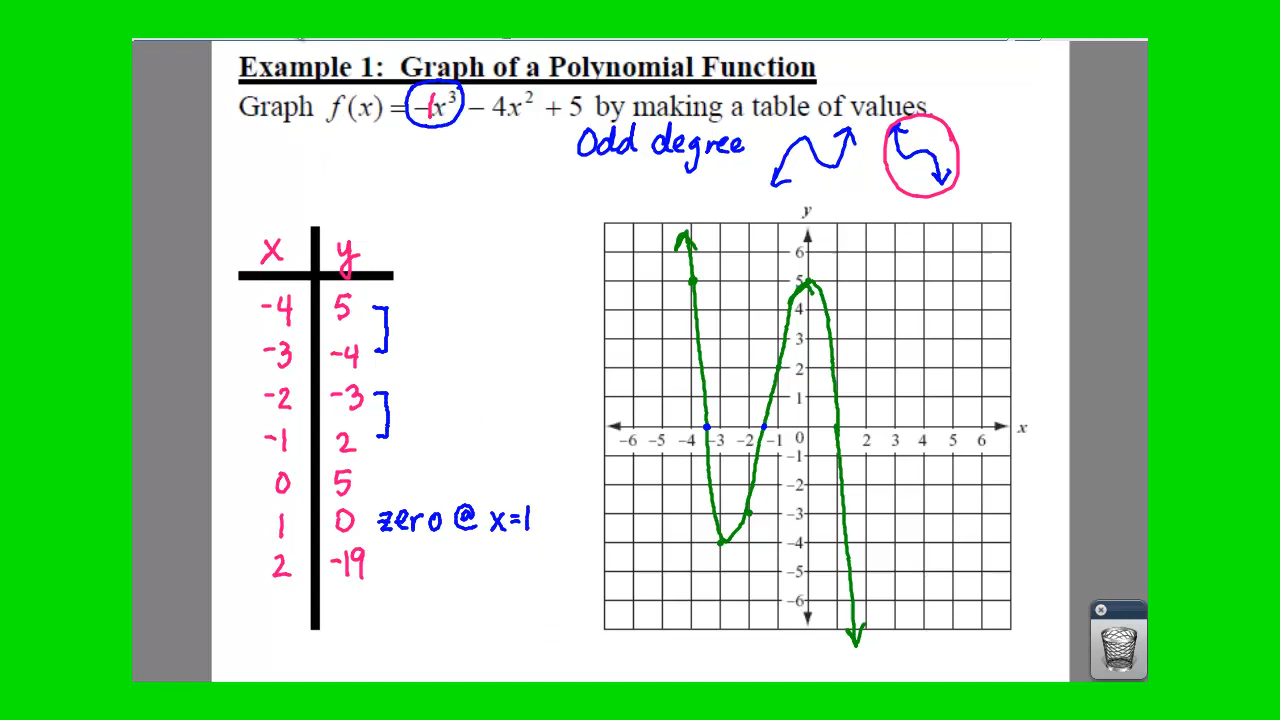 Example 1: Graph of a Polynomial Function
Graph f(x) = -1x³ - 4x² + 5 by making a table of values.
Odd degree
x y
-4 5
-3 -4
-2 -3
-1 2
0 5
1 0 zero @ x=1
2 -19
y
6
5
4
3
2
1
-6 -5 -4 -3 -2 -1 0 2 3 4 5 6 x
-1
-2
-3
-4
-5
-6